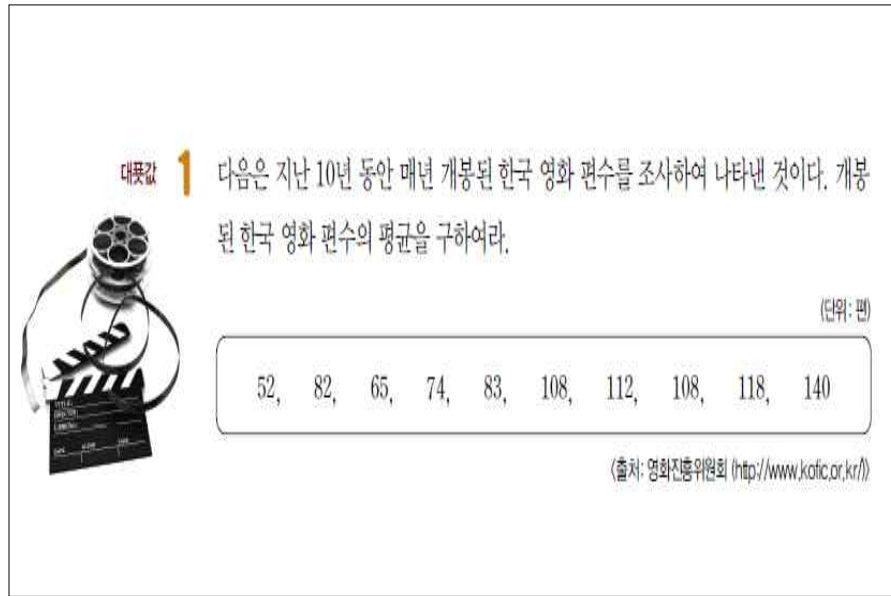 대푯값 1 다음은 지난 10년 동안 매년 개봉된 한국 영화 편수를 조사하여 나타낸 것이다. 개봉
된 한국 영화 편수의 평균을 구하여라.
(단위: 편)
52, 82, 65, 74, 83, 108, 112, 108, 118, 140
(출처: 영화진흥위원회 (http://www.kofic.or.kr/))